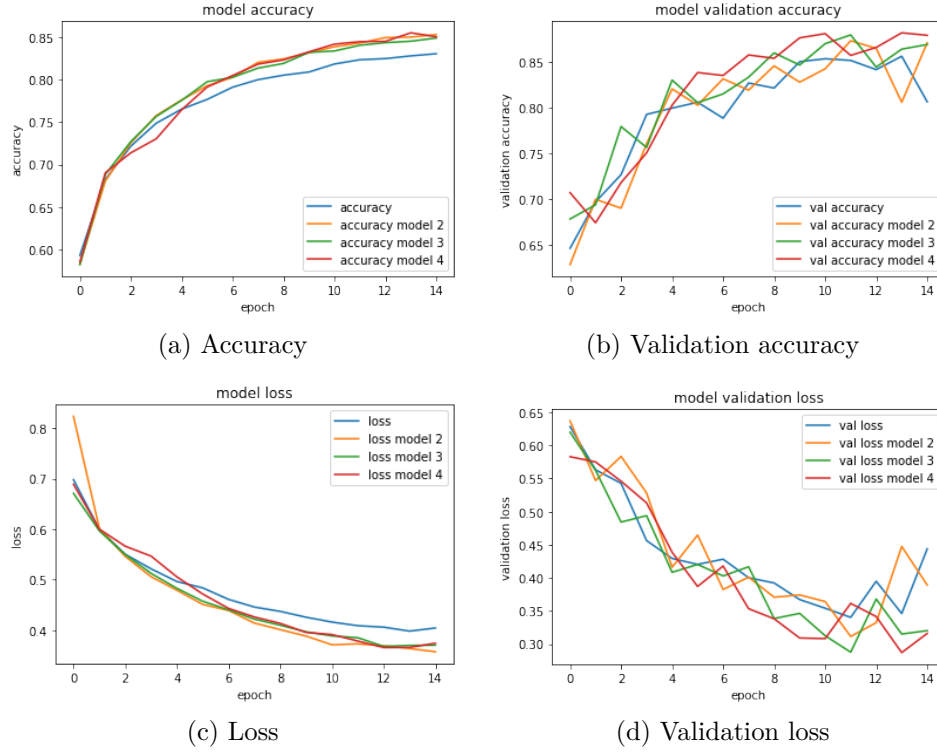 model accuracy
accuracy
0.85
0.80
0.75
0.70
0.65
0.60
accuracy
accuracy model 2
accuracy model 3
accuracy model 4
0 2 4 6 8 10 12 14
epoch
(a) Accuracy
model validation accuracy
validation accuracy
0.85
0.80
0.75
0.70
0.65
val accuracy
val accuracy model 2
val accuracy model 3
val accuracy model 4
0 2 4 6 8 10 12 14
epoch
(b) Validation accuracy
model loss
loss
0.8
0.7
0.6
0.5
0.4
loss
loss model 2
loss model 3
loss model 4
0 2 4 6 8 10 12 14
epoch
(c) Loss
model validation loss
validation loss
0.65
0.60
0.55
0.50
0.45
0.40
0.35
0.30
val loss
val loss model 2
val loss model 3
val loss model 4
0 2 4 6 8 10 12 14
epoch
(d) Validation loss